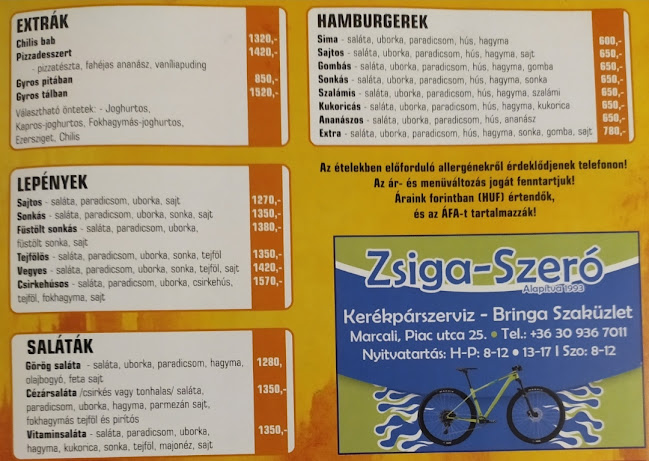 EXTRÁK
Chilis bab 1320,-
Pizzadesszert 1420,-
- pizzatészta, fahéjas ananász, vaníliapuding
Gyros pitában 850,-
Gyros tálban 1520,-
Választható öntetek: - Joghurtos,
Kapros-joghurtos, Fokhagymás-joghurtos,
Ezersziget, Chilis
LEPÉNYEK
Sajtos - saláta, paradicsom, uborka, sajt 1270,-
Sonkás - saláta, paradicsom, uborka, sonka, sajt 1350,-
Füstölt sonkás - saláta, paradicsom, uborka, 1380,-
füstölt sonka, sajt
Tejfölös - saláta, paradicsom, uborka, sonka, tejföl 1350,-
Vegyes - saláta, paradicsom, uborka, sonka, tejföl, sajt 1420,-
Csirkehúsos - saláta, paradicsom, uborka, csirkehús, 1570,-
tejföl, fokhagyma, sajt
SALÁTÁK
Görög saláta - saláta, uborka, paradicsom, hagyma, 1280,
olajbogyó, feta sajt
Cézársaláta /csirkés vagy tonhalas/ saláta, 1350,-
paradicsom, uborka, hagyma, parmezán sajt,
fokhagymás tejföl és pirítós
Vitaminsaláta - saláta, paradicsom, uborka, 1350,-
hagyma, kukorica, sonka, tejföl, majonéz, sajt
HAMBURGEREK
Sima - saláta, uborka, paradicsom, hús, hagyma 600,-
Sajtos - saláta, uborka, paradicsom, hús, hagyma, sajt 650,-
Gombás - saláta, uborka, paradicsom, hús, hagyma, gomba 650,-
Sonkás - saláta, uborka, paradicsom, hús, hagyma, sonka 650,-
Szalámis - saláta, uborka, paradicsom, hús, hagyma, szalámi 650,-
Kukoricás - saláta, uborka, paradicsom, hús, hagyma, kukorica 650,-
Ananászos - saláta, uborka, paradicsom, hús, ananász 650,-
Extra - saláta, uborka, paradicsom, hús, hagyma, sonka, gomba, sajt 780,-
Az ételekben előforduló allergénekről érdeklődjenek telefonon!
Az ár- és menüváltozás jogát fenntartjuk!
Áraink forintban (HUF) értendők,
és az ÁFA-t tartalmazzák!
Zsiga-Szeró
Alapítva 1993
Kerékpárszerviz - Bringa Szaküzlet
Marcali, Piac utca 25. • Tel.: +36 30 936 7011
Nyitvatartás: H-P: 8-12 • 13-17 | Szo: 8-12